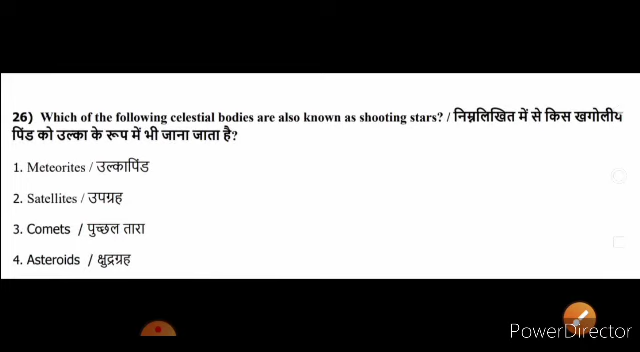 26) Which of the following celestial bodies are also known as shooting stars? / निम्नलिखित में से किस खगोलीय
पिंड को उल्का के रूप में भी जाना जाता है?
1. Meteorites / उल्कापिंड
2. Satellites / उपग्रह
3. Comets / पुच्छल तारा
4. Asteroids / क्षुद्रग्रह
PowerDirector